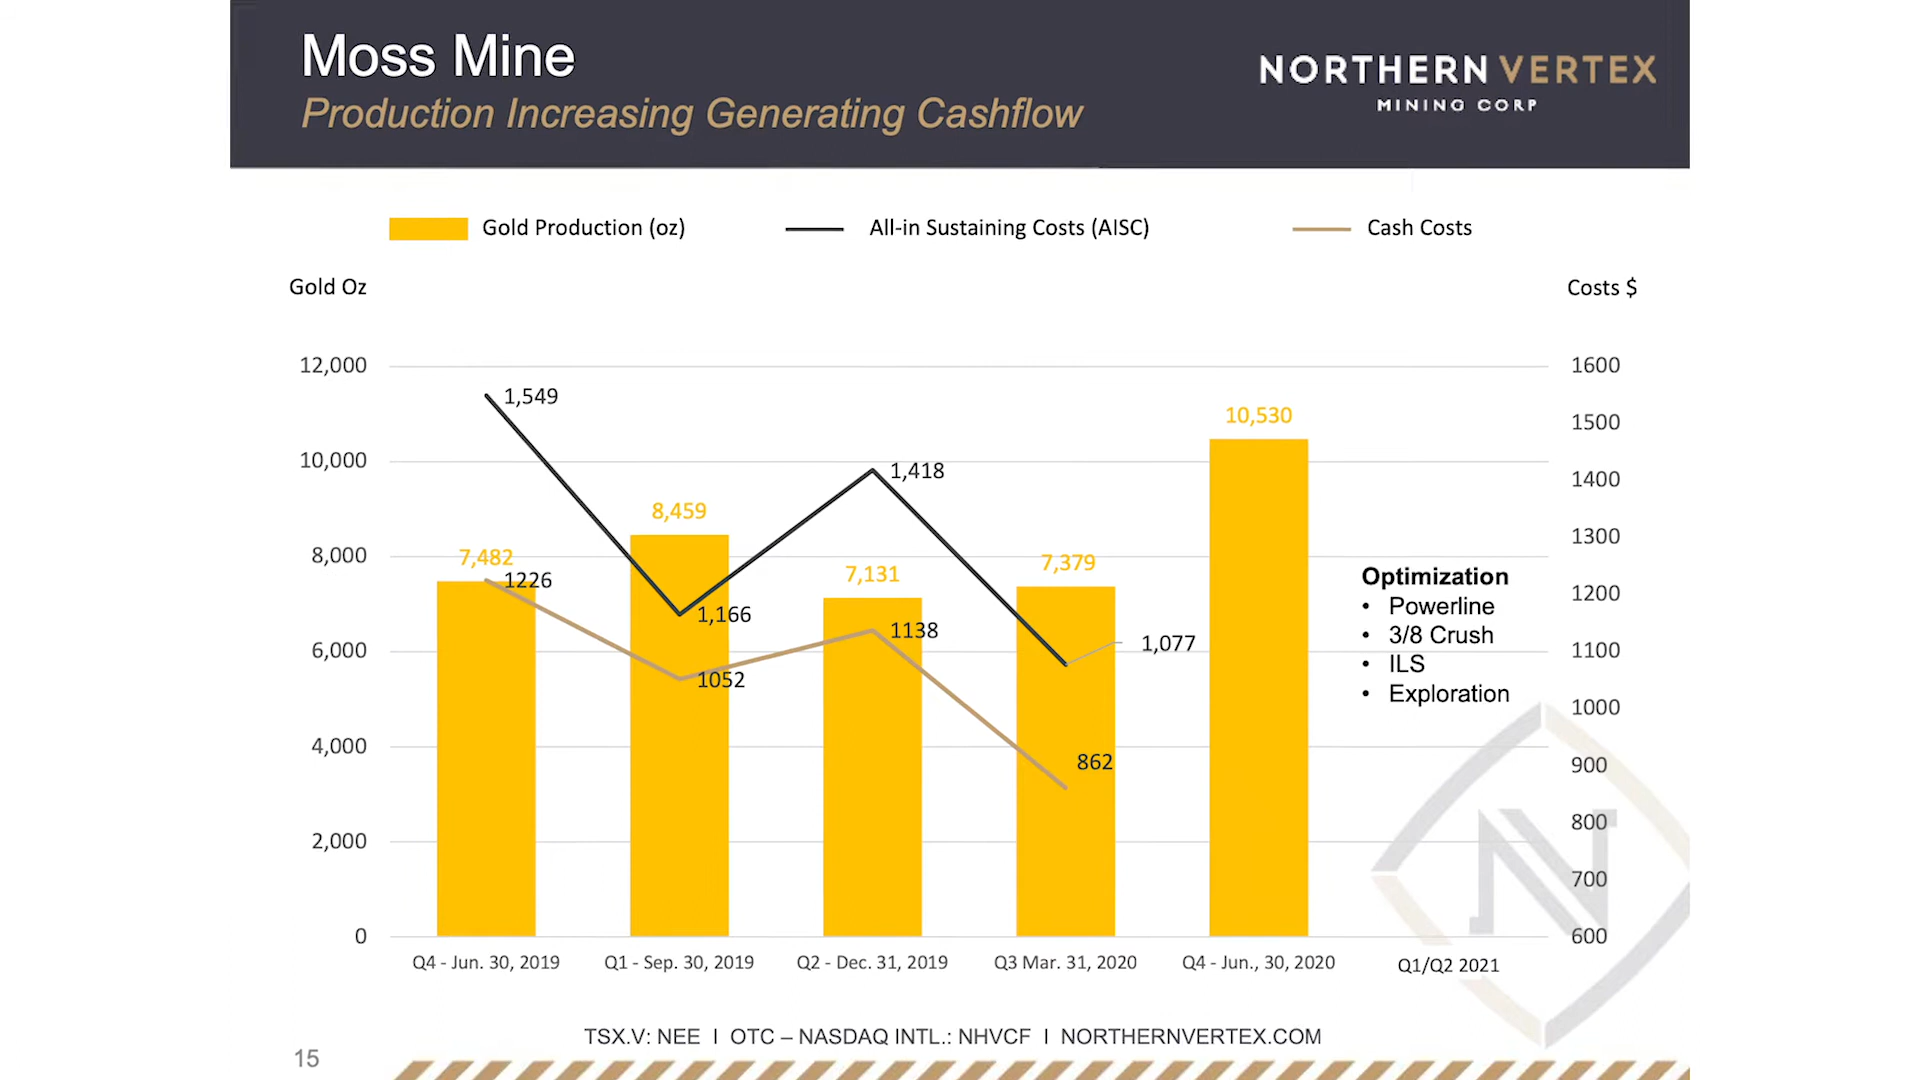 Moss Mine
Production Increasing Generating Cashflow
NORTHERN VERTEX
MINING CORP
Gold Production (oz)
All-in Sustaining Costs (AISC)
Cash Costs
Gold Oz
Costs $
12,000
10,000
8,000
6,000
4,000
2,000
0
1,549
1,166
1,418
1,077
7,482
8,459
7,131
7,379
10,530
1226
1052
1138
862
Optimization
• Powerline
• 3/8 Crush
• ILS
• Exploration
1600
1500
1400
1300
1200
1100
1000
900
800
700
600
Q4 - Jun. 30, 2019
Q1 - Sep. 30, 2019
Q2 - Dec. 31, 2019
Q3 Mar. 31, 2020
Q4 - Jun., 30, 2020
Q1/Q2 2021
TSX.V: NEE I OTC – NASDAQ INTL.: NHVCF I NORTHERNVERTEX.COM
15